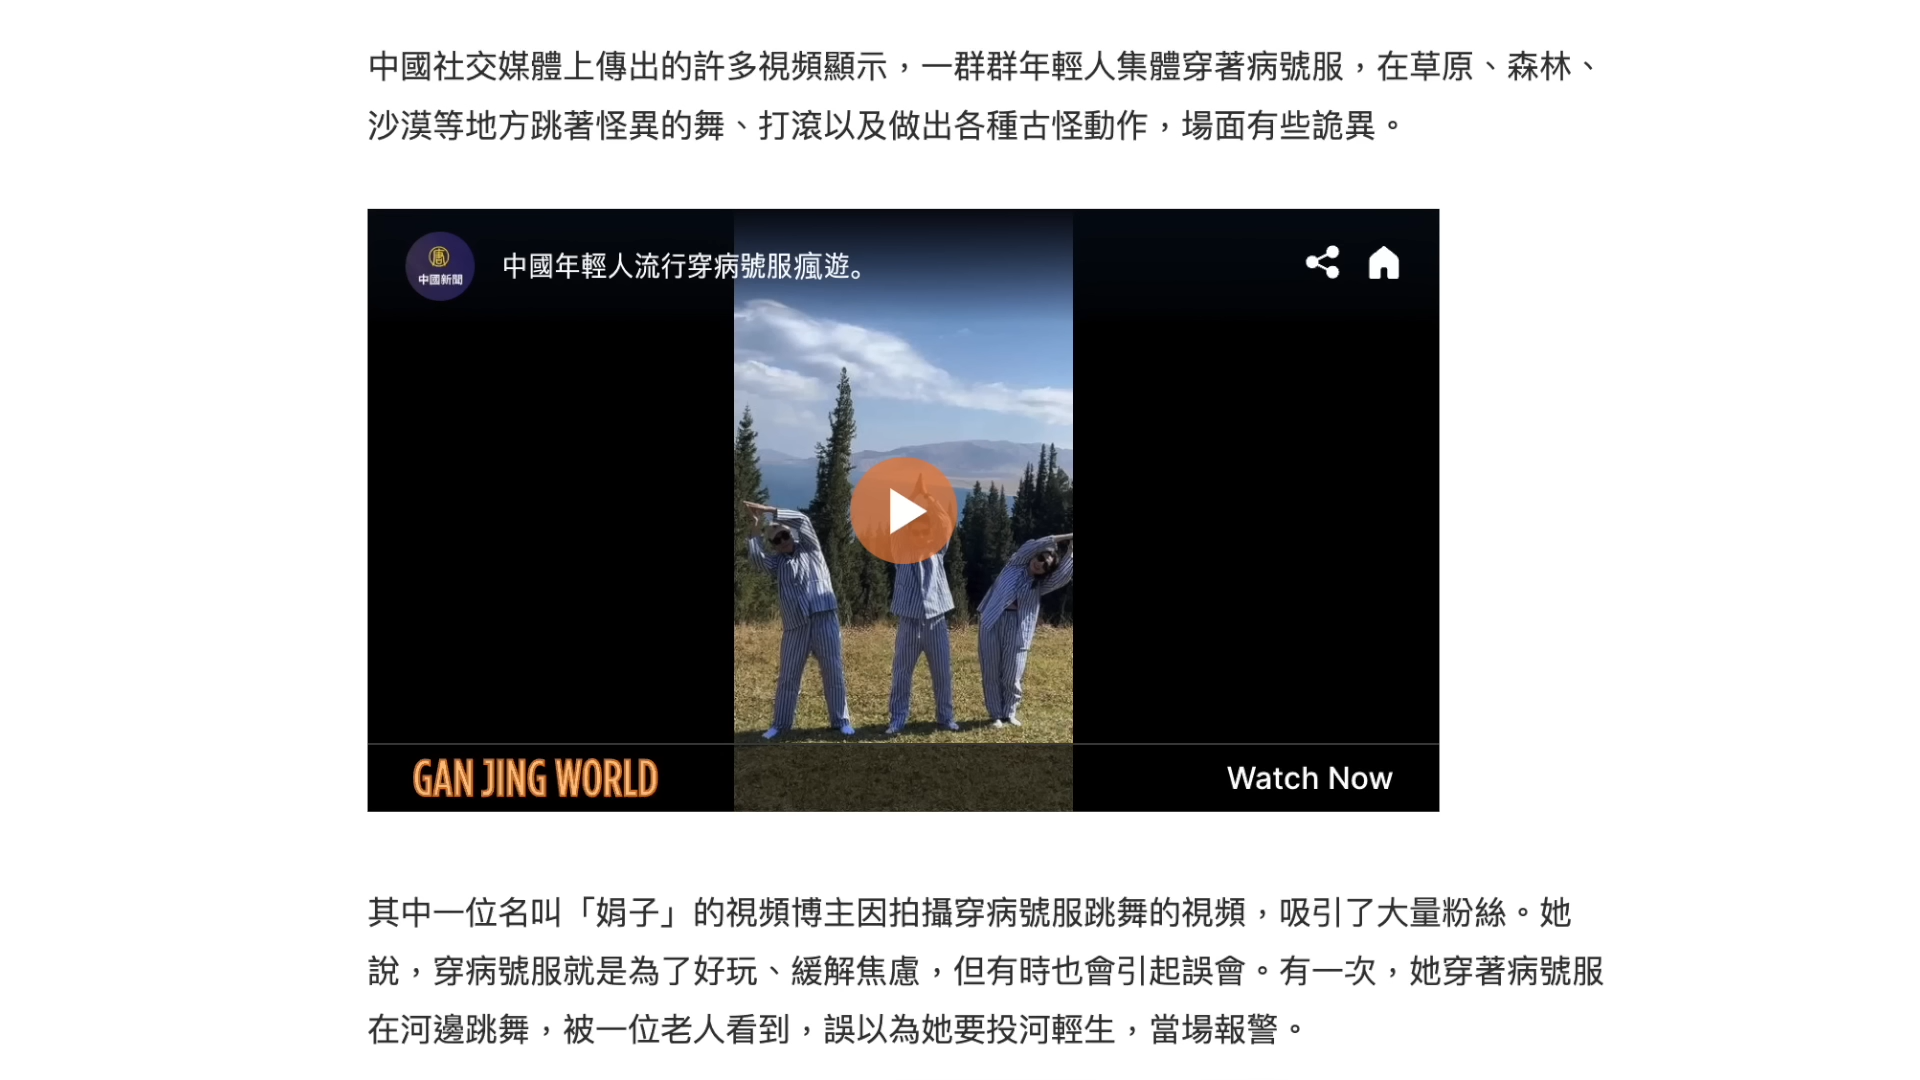 中國社交媒體上傳出的許多視頻顯示，一群群年輕人集體穿著病號服，在草原、森林、
沙漠等地方跳著怪異的舞、打滾以及做出各種古怪動作，場面有些詭異。
唐
中國新聞
中國年輕人流行穿病號服瘋遊。
GAN JING WORLD
Watch Now
其中一位名叫「娟子」的視頻博主因拍攝穿病號服跳舞的視頻，吸引了大量粉絲。她
說，穿病號服就是為了好玩、緩解焦慮，但有時也會引起誤會。有一次，她穿著病號服
在河邊跳舞，被一位老人看到，誤以為她要投河輕生，當場報警。